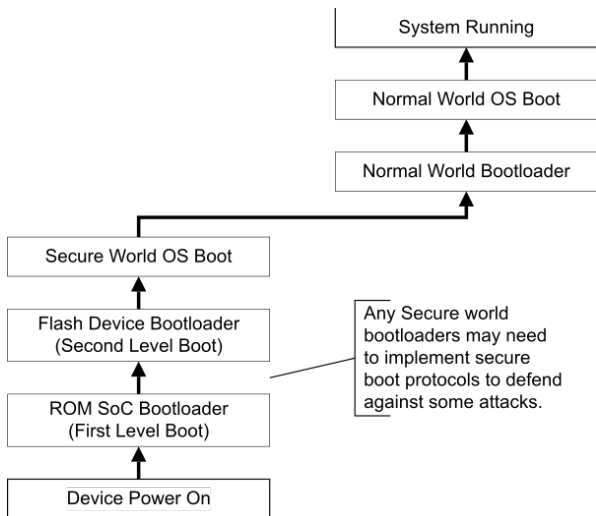 System Running
Normal World OS Boot
Normal World Bootloader
Secure World OS Boot
Flash Device Bootloader
(Second Level Boot)
Any Secure world
bootloaders may need
to implement secure
boot protocols to defend
against some attacks.
ROM SoC Bootloader
(First Level Boot)
Device Power On